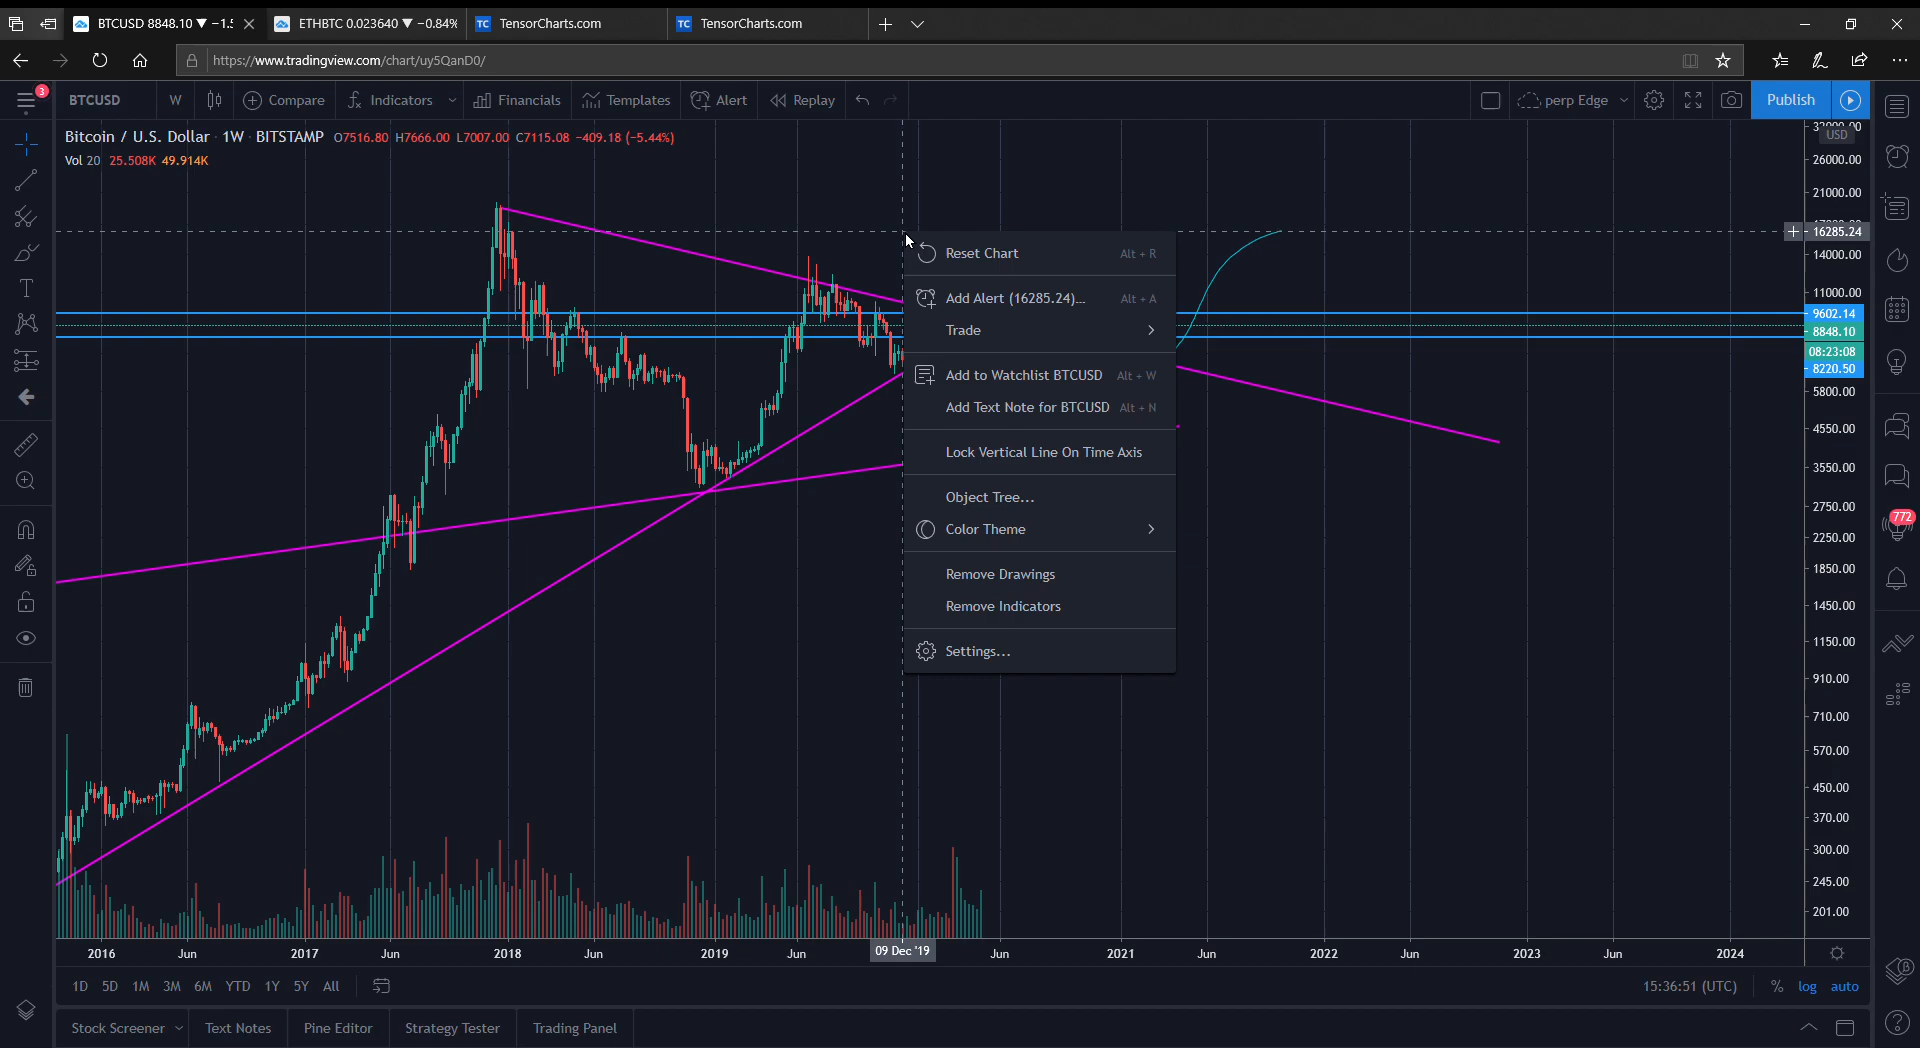 BTCUSD 8848.10 ▼ −1.5
ETHBTC 0.023640 ▼ −0.84%
TC TensorCharts.com
TC TensorCharts.com
https://www.tradingview.com/chart/uy5QanD0/
3
BTCUSD W Compare Indicators Financials Templates Alert Replay perp Edge Publish
Bitcoin / U.S. Dollar · 1W · BITSTAMP O7516.80 H7666.00 L7007.00 C7115.08 −409.18 (−5.44%)
Vol 20 25.508K 49.914K
USD
26000.00
21000.00
16285.24
14000.00
11000.00
9602.14
8848.10
08:23:08
8220.50
5800.00
4550.00
3550.00
2750.00
2250.00
1850.00
1450.00
1150.00
910.00
710.00
570.00
450.00
370.00
300.00
245.00
201.00
Reset Chart Alt + R
Add Alert (16285.24)... Alt + A
Trade
Add to Watchlist BTCUSD Alt + W
Add Text Note for BTCUSD Alt + N
Lock Vertical Line On Time Axis
Object Tree...
Color Theme
Remove Drawings
Remove Indicators
Settings...
772
2016 Jun 2017 Jun 2018 Jun 2019 Jun 09 Dec '19 Jun 2021 Jun 2022 Jun 2023 Jun 2024
1D 5D 1M 3M 6M YTD 1Y 5Y All 15:36:51 (UTC) % log auto
Stock Screener Text Notes Pine Editor Strategy Tester Trading Panel